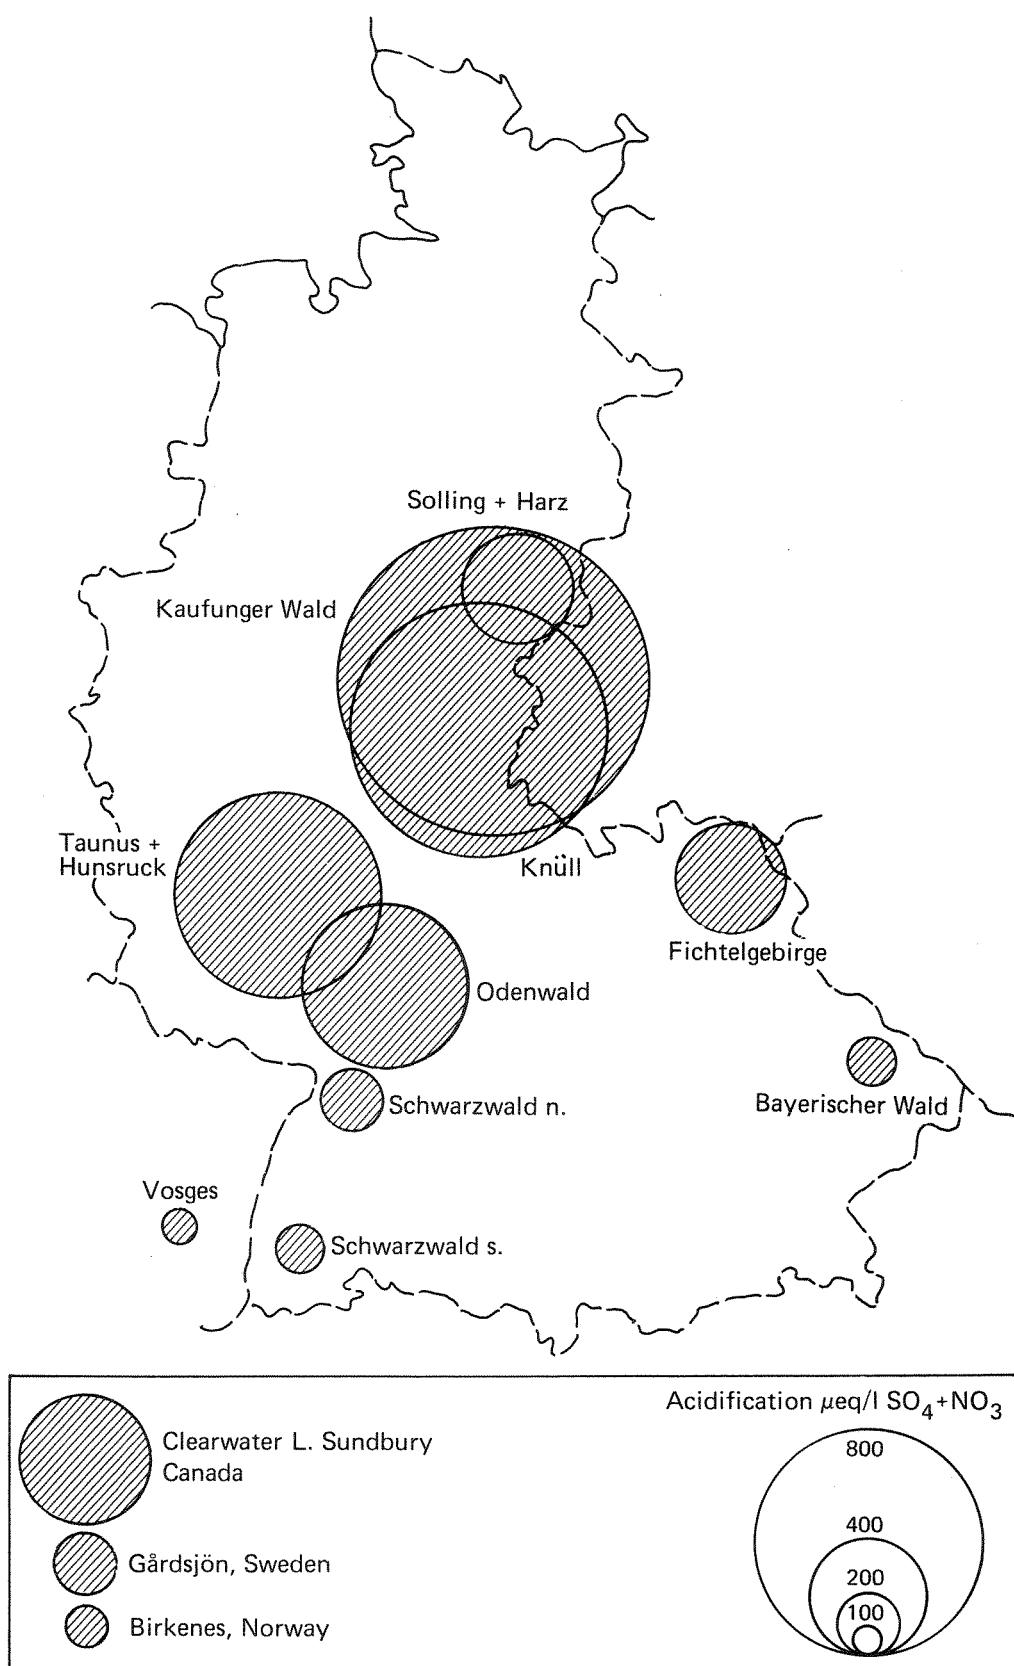 Solling + Harz
Kaufunger Wald
Taunus +
Hunsruck
Knüll
Fichtelgebirge
Odenwald
Schwarzwald n.
Bayerischer Wald
Vosges
Schwarzwald s.
Clearwater L. Sundbury
Canada
Gårdsjön, Sweden
Birkenes, Norway
Acidification μeq/l SO₄+NO₃
800
400
200
100